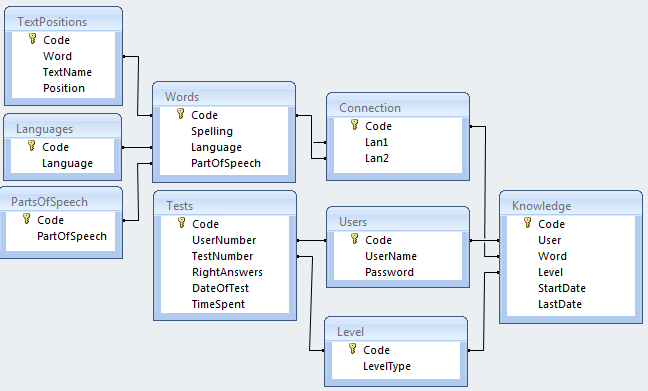 TextPositions
Code
Word
TextName
Position
Languages
Code
Language
PartsOfSpeech
Code
PartOfSpeech
Words
Code
Spelling
Language
PartOfSpeech
Tests
Code
UserNumber
TestNumber
RightAnswers
DateOfTest
TimeSpent
Connection
Code
Lan1
Lan2
Users
Code
UserName
Password
Level
Code
LevelType
Knowledge
Code
User
Word
Level
StartDate
LastDate